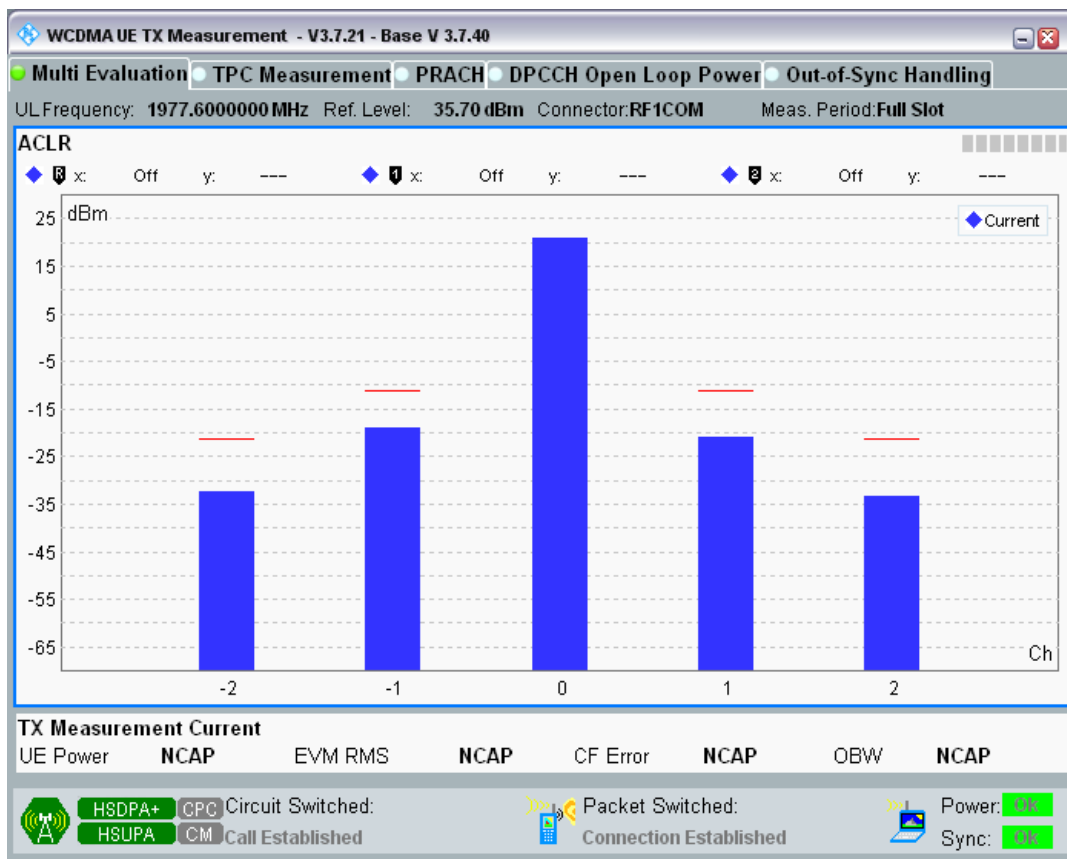 WCDMA UE TX Measurement - V3.7.21 - Base V 3.7.40
Multi Evaluation TPC Measurement PRACH DPCCH Open Loop Power Out-of-Sync Handling
UL Frequency: 1977.6000000 MHz Ref. Level: 35.70 dBm Connector:RF1COM Meas. Period:Full Slot
ACLR
R x: Off y: --- 1 x: Off y: --- 2 x: Off y: ---
dBm
Current
25
15
5
-5
-15
-25
-35
-45
-55
-65
Ch
-2 -1 0 1 2
TX Measurement Current
UE Power NCAP EVM RMS NCAP CF Error NCAP OBW NCAP
HSDPA+ CPC Circuit Switched: Packet Switched: Power: OK
HSUPA CM Call Established Connection Established Sync: OK